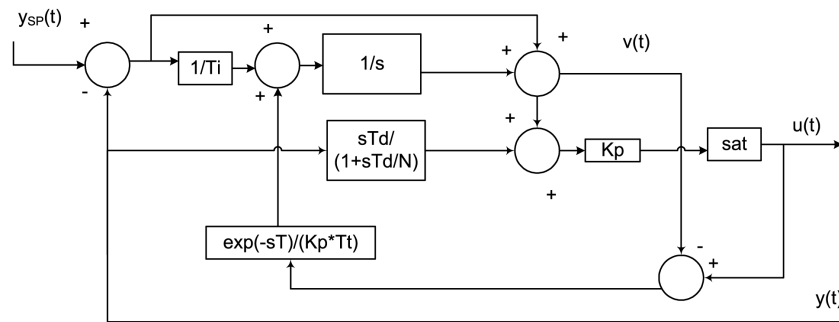 ySP(t)
+
-
1/Ti
+
+
1/s
+
+
v(t)
sTd/
(1+sTd/N)
+
+
Kp
sat
u(t)
exp(-sT)/(Kp*Tt)
-
+
y(t)